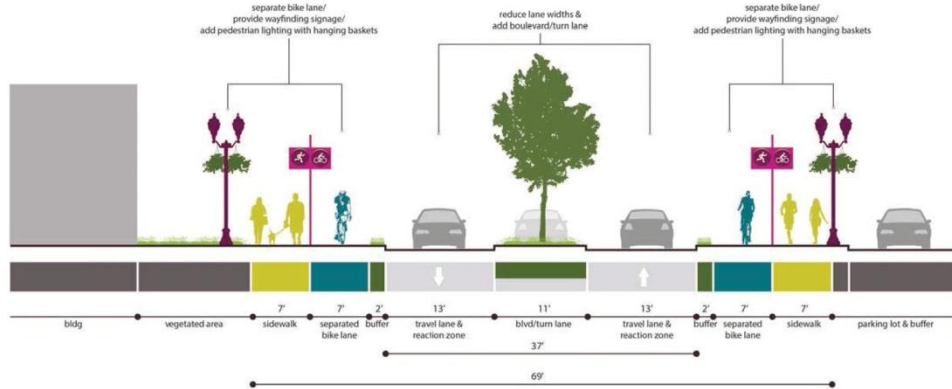 separate bike lane/
provide wayfinding signage/
add pedestrian lighting with hanging baskets
reduce lane widths &
add boulevard/turn lane
separate bike lane/
provide wayfinding signage/
add pedestrian lighting with hanging baskets
7' 7' 2' 13' 11' 13' 2' 7' 7'
bldg
vegetated area
sidewalk
separated
bike lane
buffer
travel lane &
reaction zone
blvd/turn lane
travel lane &
reaction zone
buffer
separated
bike lane
sidewalk
parking lot & buffer
37'
69'